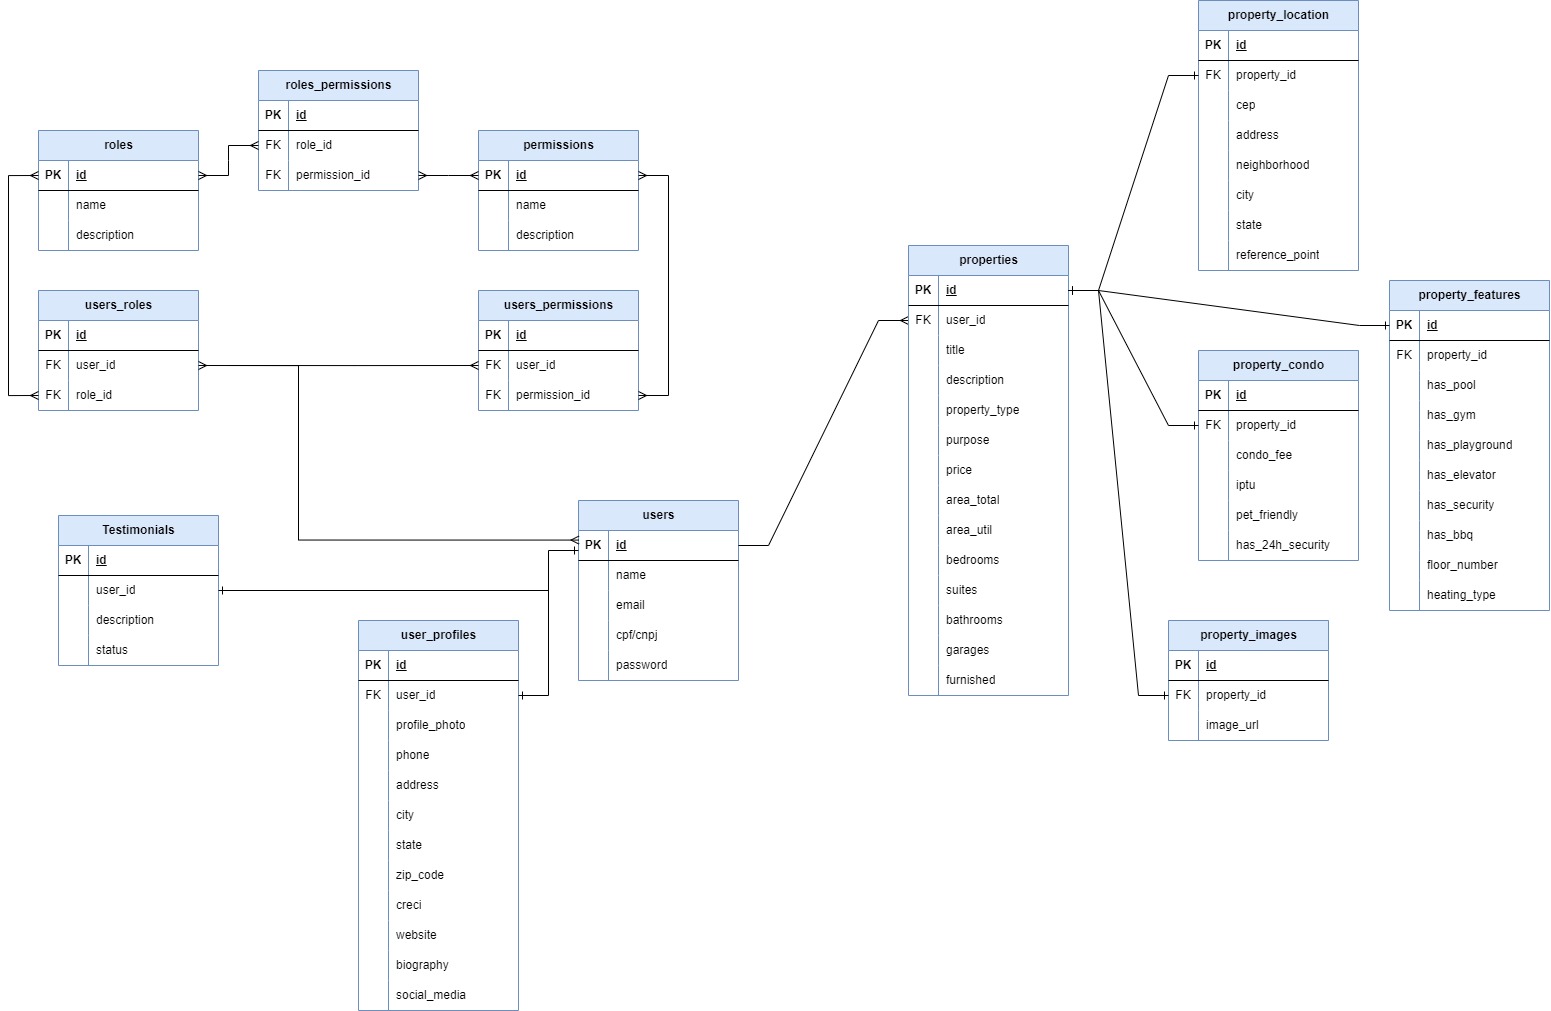 property_location
PK id
FK property_id
cep
address
neighborhood
city
state
reference_point
roles_permissions
PK id
FK role_id
FK permission_id
roles
PK id
name
description
permissions
PK id
name
description
properties
PK id
FK user_id
title
description
property_type
purpose
price
area_total
area_util
bedrooms
suites
bathrooms
garages
furnished
property_features
PK id
FK property_id
has_pool
has_gym
has_playground
has_elevator
has_security
has_bbq
floor_number
heating_type
users_roles
PK id
FK user_id
FK role_id
users_permissions
PK id
FK user_id
FK permission_id
property_condo
PK id
FK property_id
condo_fee
iptu
pet_friendly
has_24h_security
users
PK id
name
email
cpf/cnpj
password
Testimonials
PK id
user_id
description
status
user_profiles
PK id
FK user_id
profile_photo
phone
address
city
state
zip_code
creci
website
biography
social_media
property_images
PK id
FK property_id
image_url